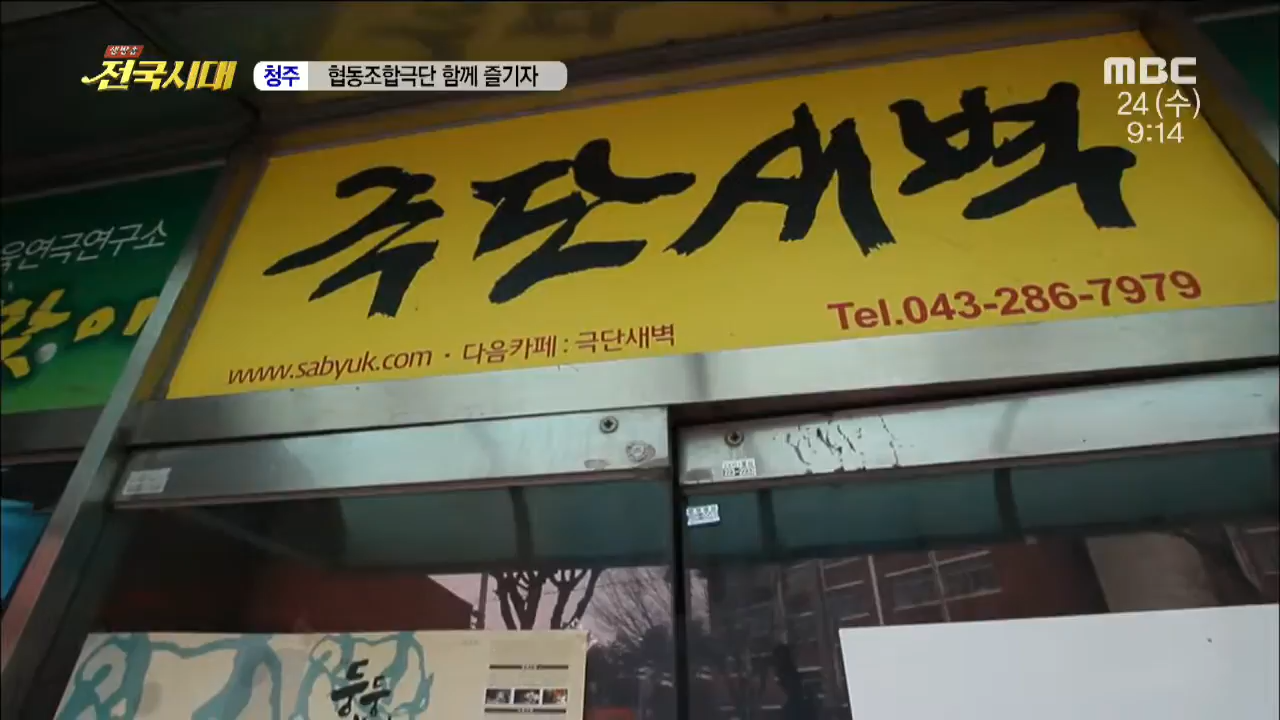 생방송
전국시대
청주 협동조합극단 함께 즐기자
MBC
24(수)
9:14
극단새벽
Tel.043-286-7979
www.sabyuk.com · 다음카페 : 극단새벽
육연극연구소
둥둥